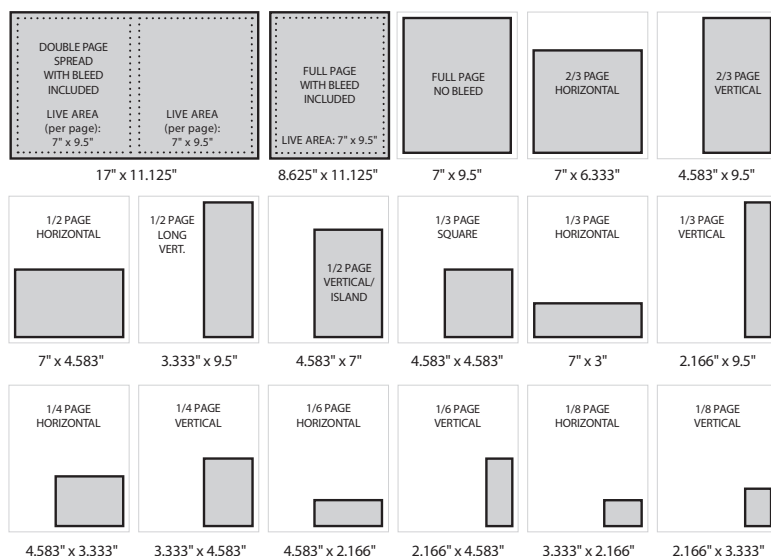 DOUBLE PAGE
SPREAD
WITH BLEED
INCLUDED
LIVE AREA
(per page):
7" x 9.5"
LIVE AREA
(per page):
7" x 9.5"
17" x 11.125"
FULL PAGE
WITH BLEED
INCLUDED
LIVE AREA: 7" x 9.5"
8.625" x 11.125"
FULL PAGE
NO BLEED
7" x 9.5"
2/3 PAGE
HORIZONTAL
7" x 6.333"
2/3 PAGE
VERTICAL
4.583" x 9.5"
1/2 PAGE
HORIZONTAL
7" x 4.583"
1/2 PAGE
LONG
VERT.
3.333" x 9.5"
1/2 PAGE
VERTICAL/
ISLAND
4.583" x 7"
1/3 PAGE
SQUARE
4.583" x 4.583"
1/3 PAGE
HORIZONTAL
7" x 3"
1/3 PAGE
VERTICAL
2.166" x 9.5"
1/4 PAGE
HORIZONTAL
4.583" x 3.333"
1/4 PAGE
VERTICAL
3.333" x 4.583"
1/6 PAGE
HORIZONTAL
4.583" x 2.166"
1/6 PAGE
VERTICAL
2.166" x 4.583"
1/8 PAGE
HORIZONTAL
3.333" x 2.166"
1/8 PAGE
VERTICAL
2.166" x 3.333"